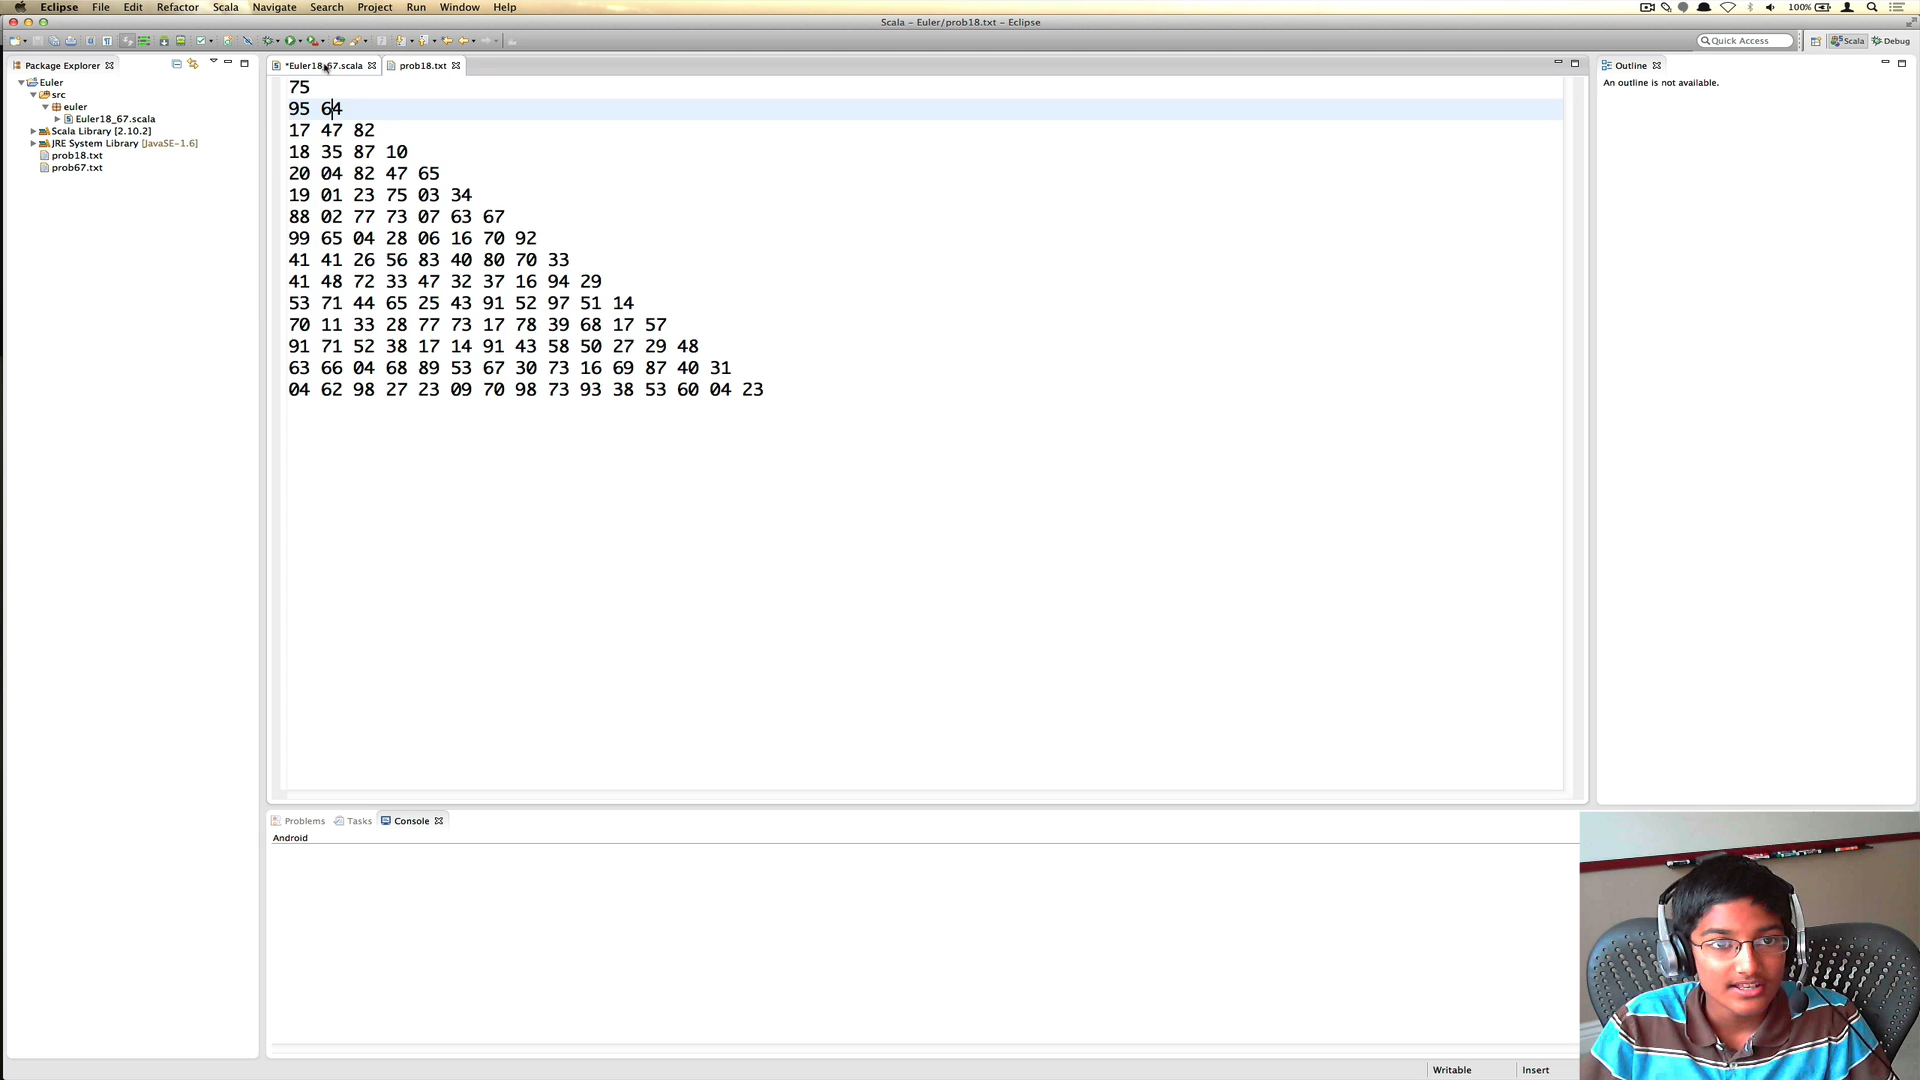 Eclipse File Edit Refactor Scala Navigate Search Project Run Window Help 100%
Scala - Euler/prob18.txt - Eclipse
Quick Access Scala Debug
Package Explorer
Euler
src
euler
Euler18_67.scala
Scala Library [2.10.2]
JRE System Library [JavaSE-1.6]
prob18.txt
prob67.txt
*Euler18_67.scala prob18.txt
75
95 64
17 47 82
18 35 87 10
20 04 82 47 65
19 01 23 75 03 34
88 02 77 73 07 63 67
99 65 04 28 06 16 70 92
41 41 26 56 83 40 80 70 33
41 48 72 33 47 32 37 16 94 29
53 71 44 65 25 43 91 52 97 51 14
70 11 33 28 77 73 17 78 39 68 17 57
91 71 52 38 17 14 91 43 58 50 27 29 48
63 66 04 68 89 53 67 30 73 16 69 87 40 31
04 62 98 27 23 09 70 98 73 93 38 53 60 04 23
Outline
An outline is not available.
Problems Tasks Console
Android
Writable Insert